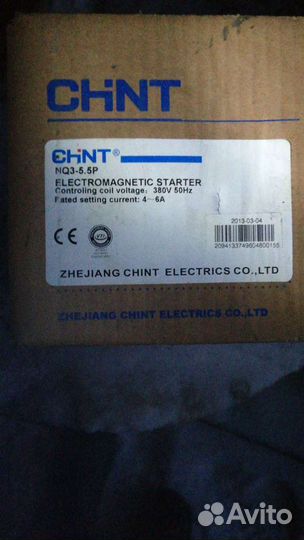 CHNT
CHNT®
NQ3-5.5P
ELECTROMAGNETIC STARTER
Controling coil voltage: 380V 50Hz
Rated setting current: 4~6A
2013-03-04
2094133749604800155
CE
ZHEJIANG CHINT ELECTRICS CO.,LTD
ZHEJIANG CHINT ELECTRICS CO.,LTD
Avito